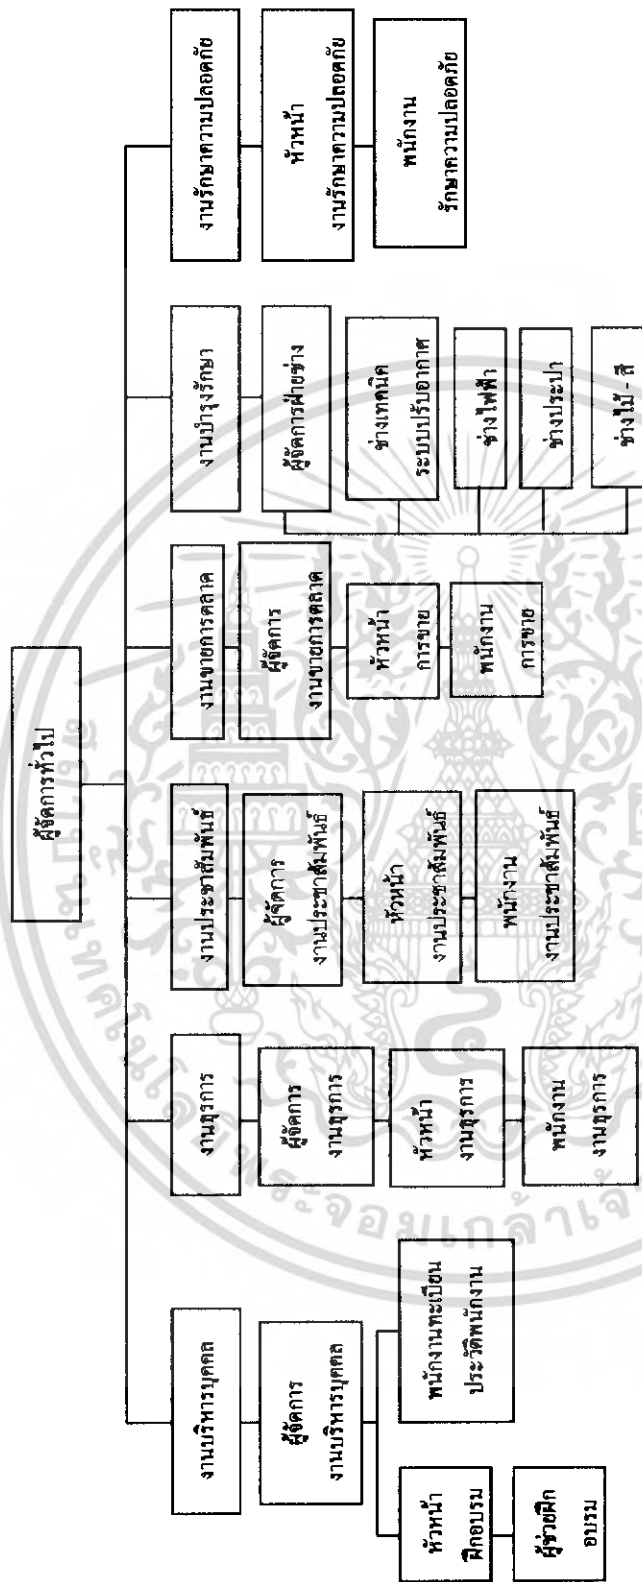 ผู้จัดการทั่วไป
งานบริหารบุคคล
ผู้จัดการ
งานบริหารบุคคล
หัวหน้า
ฝึกอบรม
ผู้ช่วยฝึก
อบรม
พนักงานทะเบียน
ประวัติพนักงาน
งานธุรการ
ผู้จัดการ
งานธุรการ
หัวหน้า
งานธุรการ
พนักงาน
งานธุรการ
งานประชาสัมพันธ์
ผู้จัดการ
งานประชาสัมพันธ์
หัวหน้า
งานประชาสัมพันธ์
พนักงาน
งานประชาสัมพันธ์
งานขายการตลาด
ผู้จัดการ
งานขายการตลาด
หัวหน้า
การขาย
พนักงาน
การขาย
งานบำรุงรักษา
ผู้จัดการฝ่ายช่าง
ช่างเทคนิค
ระบบปรับอากาศ
ช่างไฟฟ้า
ช่างประปา
ช่างไม้ - สี
งานรักษาความปลอดภัย
หัวหน้า
งานรักษาความปลอดภัย
พนักงาน
รักษาความปลอดภัย